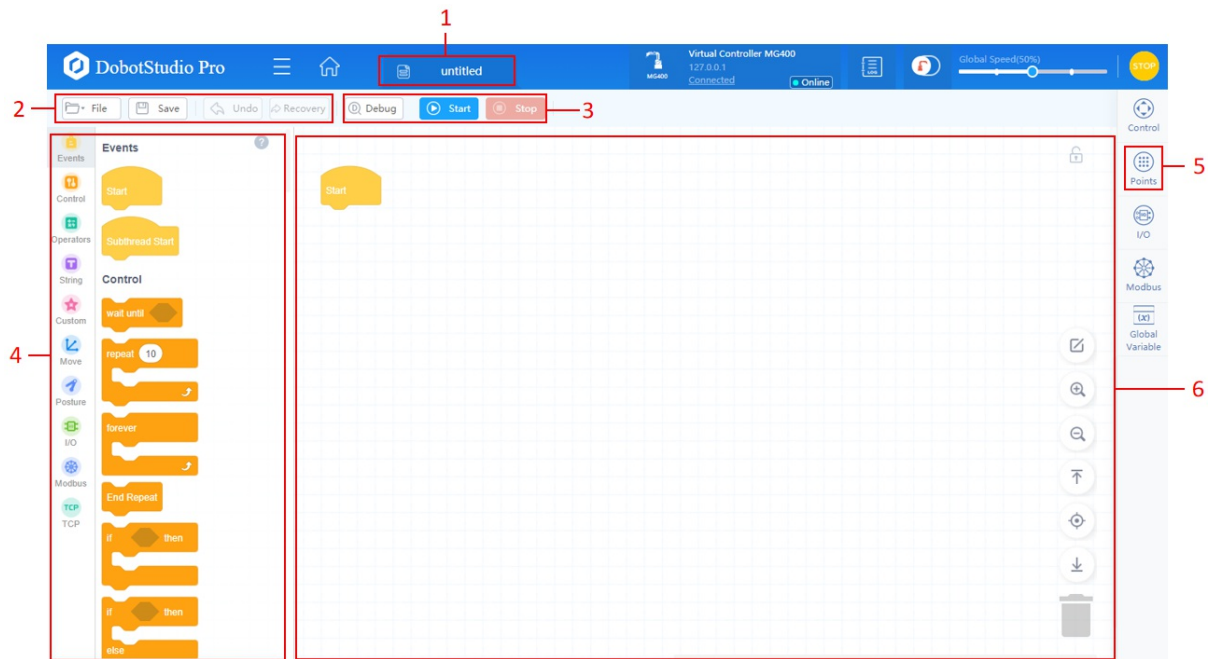 1
DobotStudio Pro
untitled
MG400
Virtual Controller MG400
127.0.0.1
Connected
Online
LOG
Global Speed(50%)
STOP
2
File
Save
Undo
Recovery
Debug
Start
Stop
3
Control
Points
5
I/O
Modbus
(x)
Global
Variable
4
Events
Control
Operators
String
Custom
Move
Posture
I/O
Modbus
TCP
TCP
Events
?
Start
Subthread Start
Control
wait until
repeat 10
forever
End Repeat
if then
if then
else
Start
6